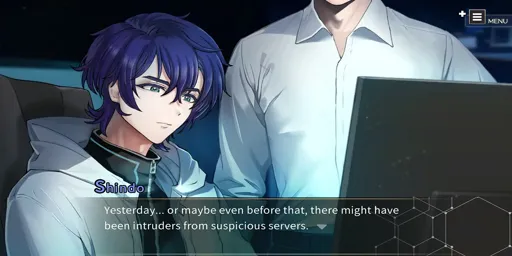 MENU
Shindo
Yesterday... or maybe even before that, there might have
been intruders from suspicious servers.